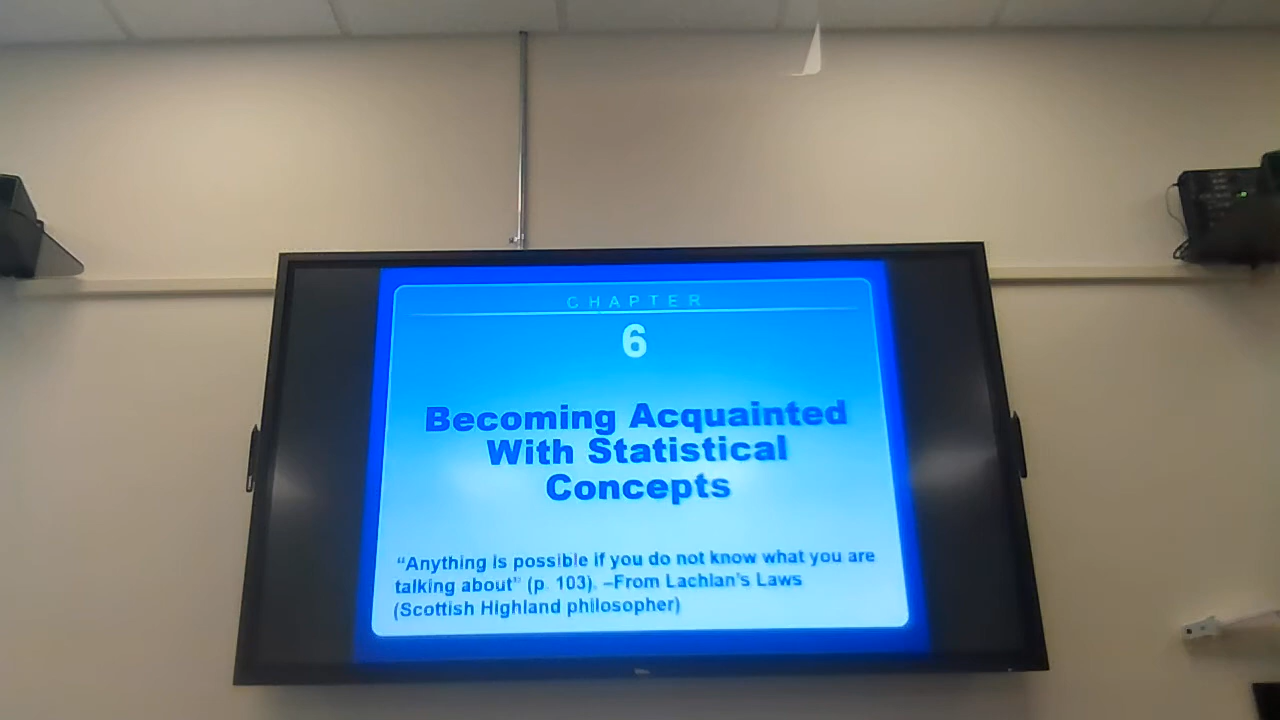 CHAPTER
6
Becoming Acquainted
With Statistical
Concepts
“Anything is possible if you do not know what you are
talking about” (p. 103). –From Lachlan’s Laws
(Scottish Highland philosopher)